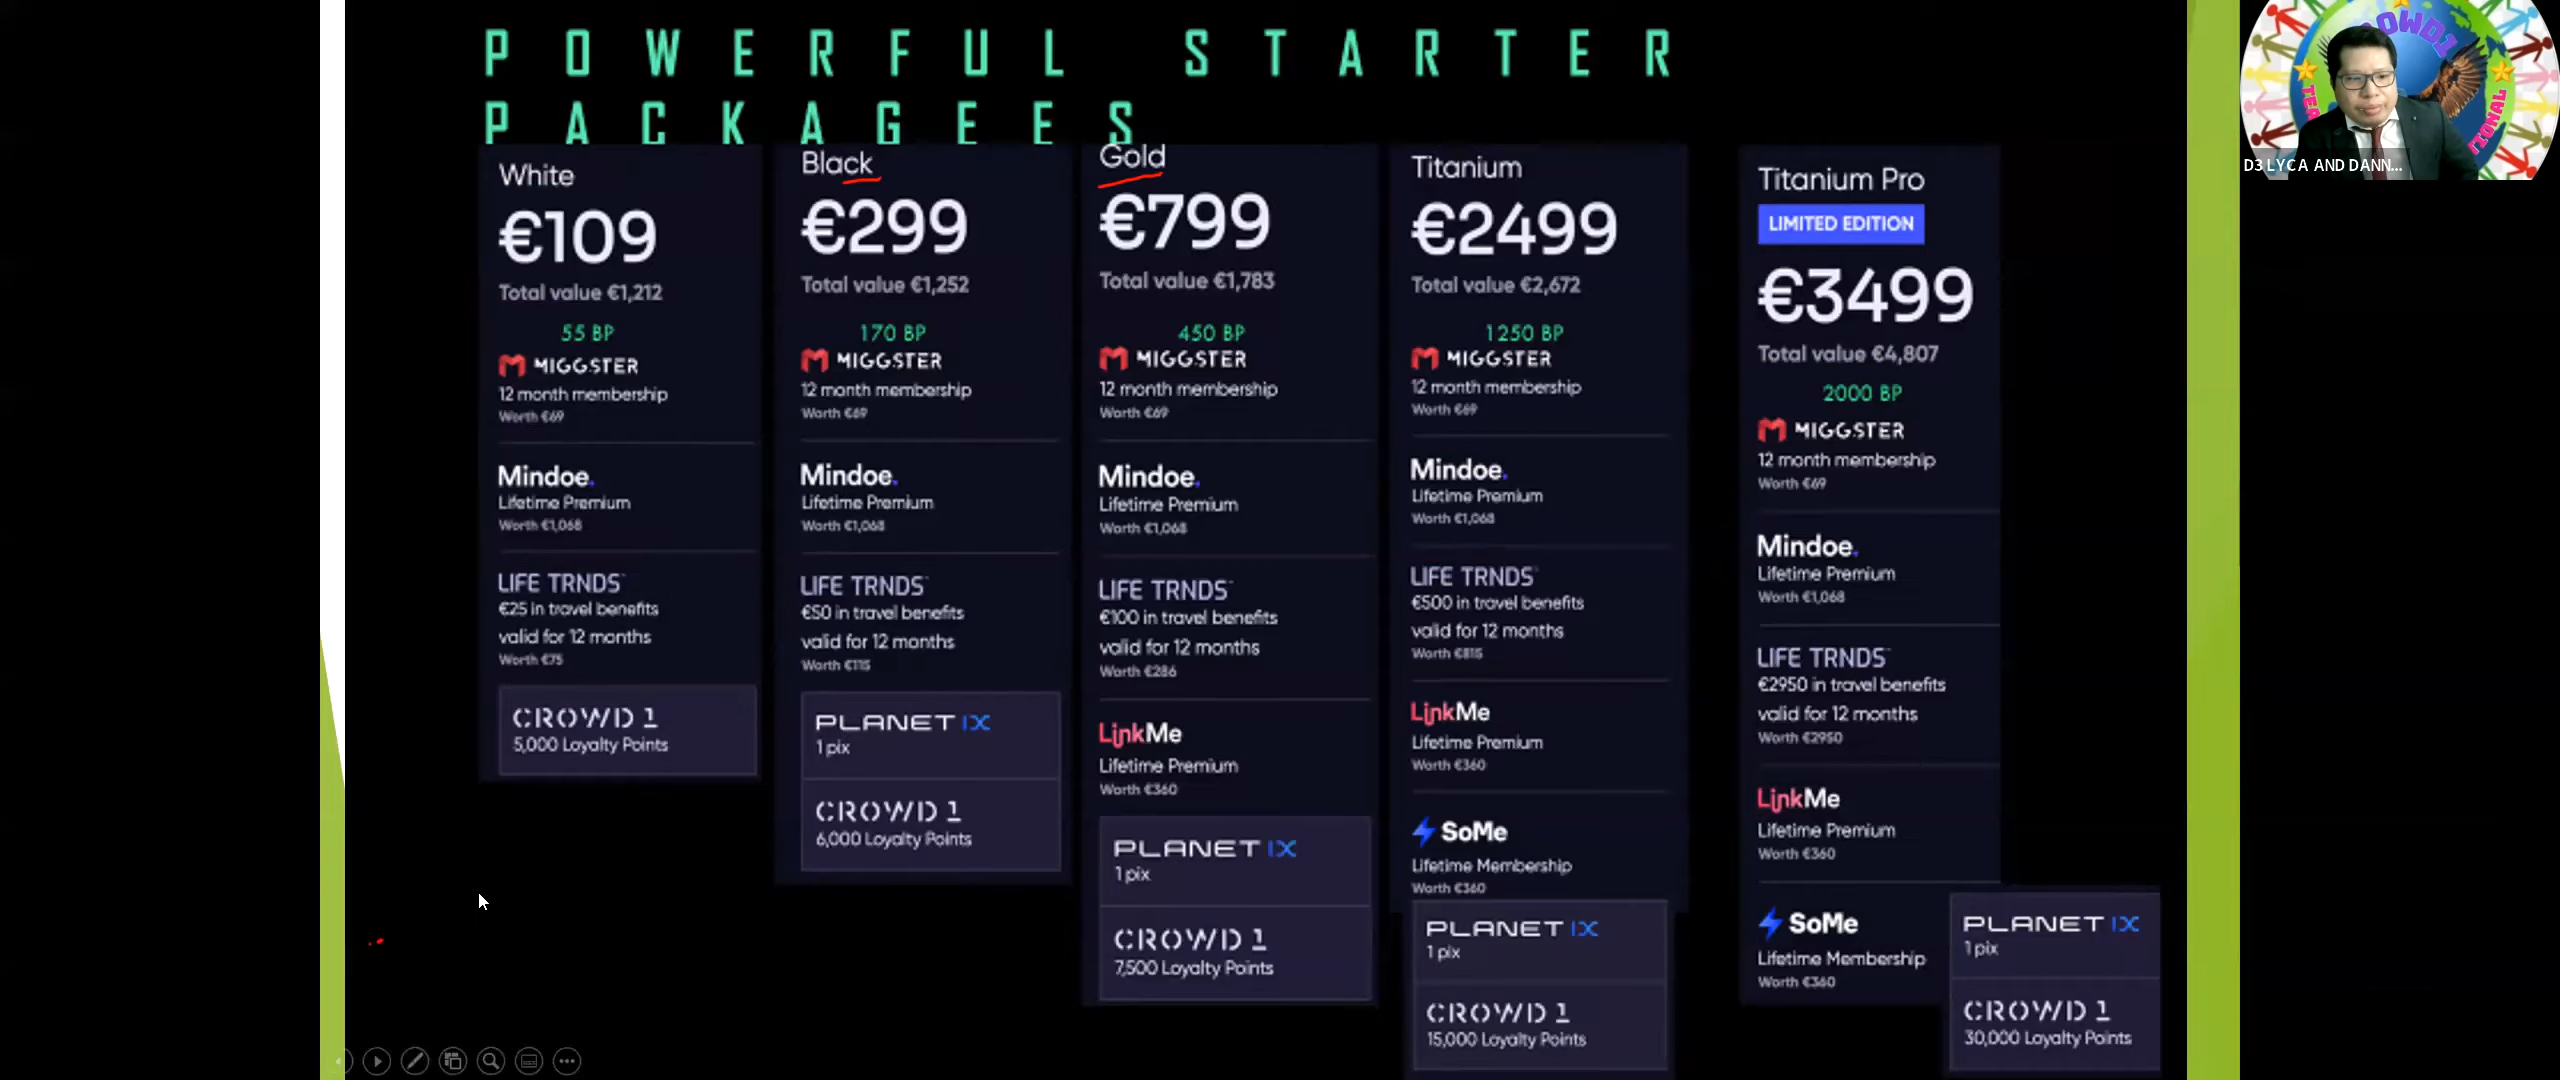 POWERFUL STARTER
PACKAGEES
White
€109
Total value €1,212
55 BP
MIGGSTER
12 month membership
Worth €69
Mindoe.
Lifetime Premium
Worth €1,068
LIFE TRNDS
€25 in travel benefits
valid for 12 months
Worth €75
CROWD 1
5,000 Loyalty Points
Black
€299
Total value €1,252
170 BP
MIGGSTER
12 month membership
Worth €69
Mindoe.
Lifetime Premium
Worth €1,068
LIFE TRNDS
€50 in travel benefits
valid for 12 months
Worth €115
PLANET IX
1 pix
CROWD 1
6,000 Loyalty Points
Gold
€799
Total value €1,783
450 BP
MIGGSTER
12 month membership
Worth €69
Mindoe.
Lifetime Premium
Worth €1,068
LIFE TRNDS
€100 in travel benefits
valid for 12 months
Worth €286
LinkMe
Lifetime Premium
Worth €360
PLANET IX
1 pix
CROWD 1
7,500 Loyalty Points
Titanium
€2499
Total value €2,672
1250 BP
MIGGSTER
12 month membership
Worth €69
Mindoe.
Lifetime Premium
Worth €1,068
LIFE TRNDS
€500 in travel benefits
valid for 12 months
Worth €815
LinkMe
Lifetime Premium
Worth €360
SoMe
Lifetime Membership
Worth €360
PLANET IX
1 pix
CROWD 1
15,000 Loyalty Points
Titanium Pro
LIMITED EDITION
€3499
Total value €4,807
2000 BP
MIGGSTER
12 month membership
Worth €69
Mindoe.
Lifetime Premium
Worth €1,068
LIFE TRNDS
€2950 in travel benefits
valid for 12 months
Worth €2950
LinkMe
Lifetime Premium
Worth €360
SoMe
Lifetime Membership
Worth €360
PLANET IX
1 pix
CROWD 1
30,000 Loyalty Points
OWD1
TEA
TIONAL
D3 LYCA AND DANN...